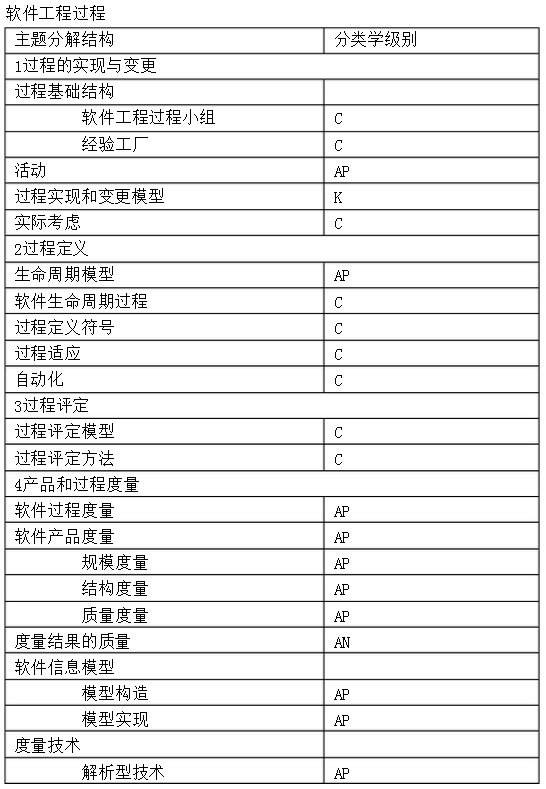 软件工程过程
主题分解结构 分类学级别
1过程的实现与变更
过程基础结构
软件工程过程小组 C
经验工厂 C
活动 AP
过程实现和变更模型 K
实际考虑 C
2过程定义
生命周期模型 AP
软件生命周期过程 C
过程定义符号 C
过程适应 C
自动化 C
3过程评定
过程评定模型 C
过程评定方法 C
4产品和过程度量
软件过程度量 AP
软件产品度量 AP
规模度量 AP
结构度量 AP
质量度量 AP
度量结果的质量 AN
软件信息模型
模型构造 AP
模型实现 AP
度量技术
解析型技术 AP